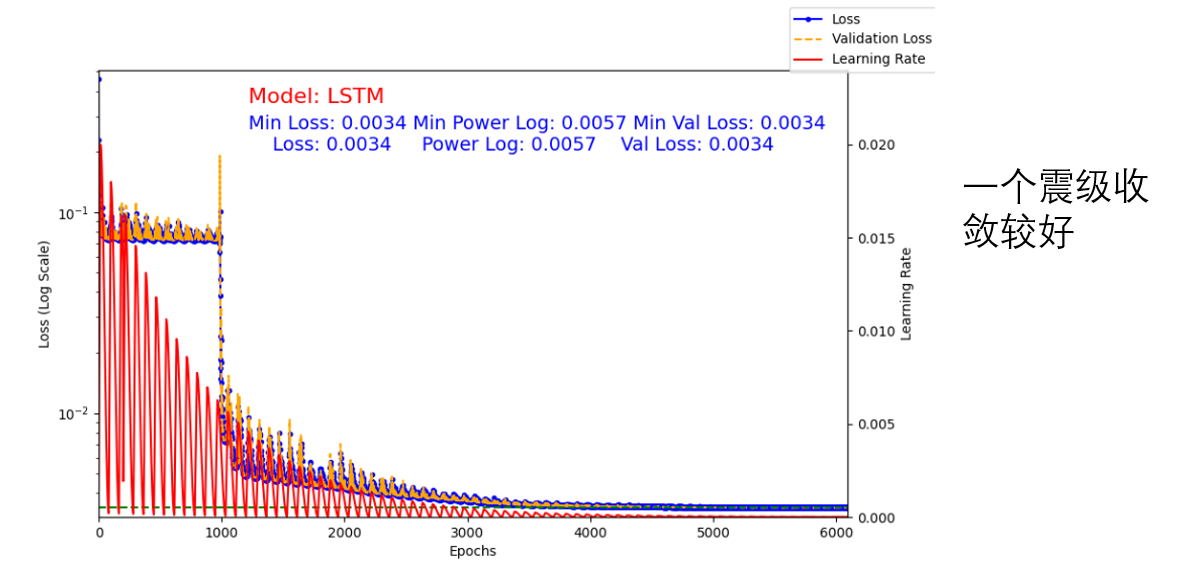 Loss
Validation Loss
Learning Rate
Model: LSTM
Min Loss: 0.0034 Min Power Log: 0.0057 Min Val Loss: 0.0034
Loss: 0.0034 Power Log: 0.0057 Val Loss: 0.0034
10⁻¹
10⁻²
Loss (Log Scale)
0.020
0.015
0.010
0.005
0.000
Learning Rate
0 1000 2000 3000 4000 5000 6000
Epochs
一个震级收
敛较好